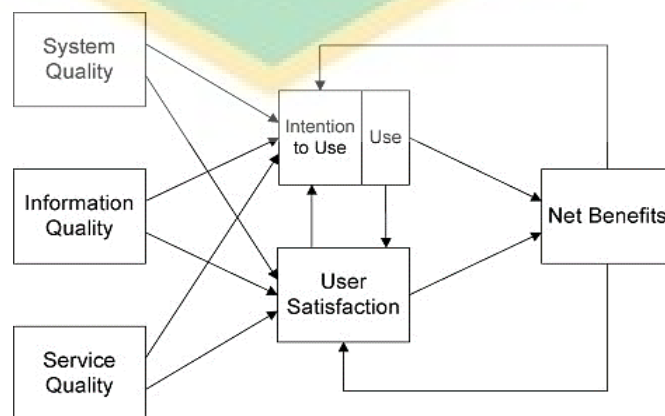 System
Quality
Intention
to Use
Use
Information
Quality
Net Benefits
User
Satisfaction
Service
Quality